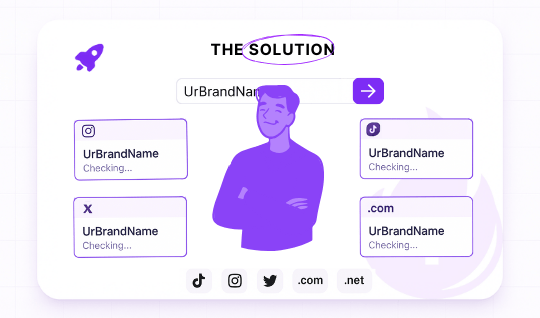 THE SOLUTION
UrBrandNam
UrBrandName
Checking...
UrBrandName
Checking...
X
UrBrandName
Checking...
.com
UrBrandName
Checking...
.com
.net